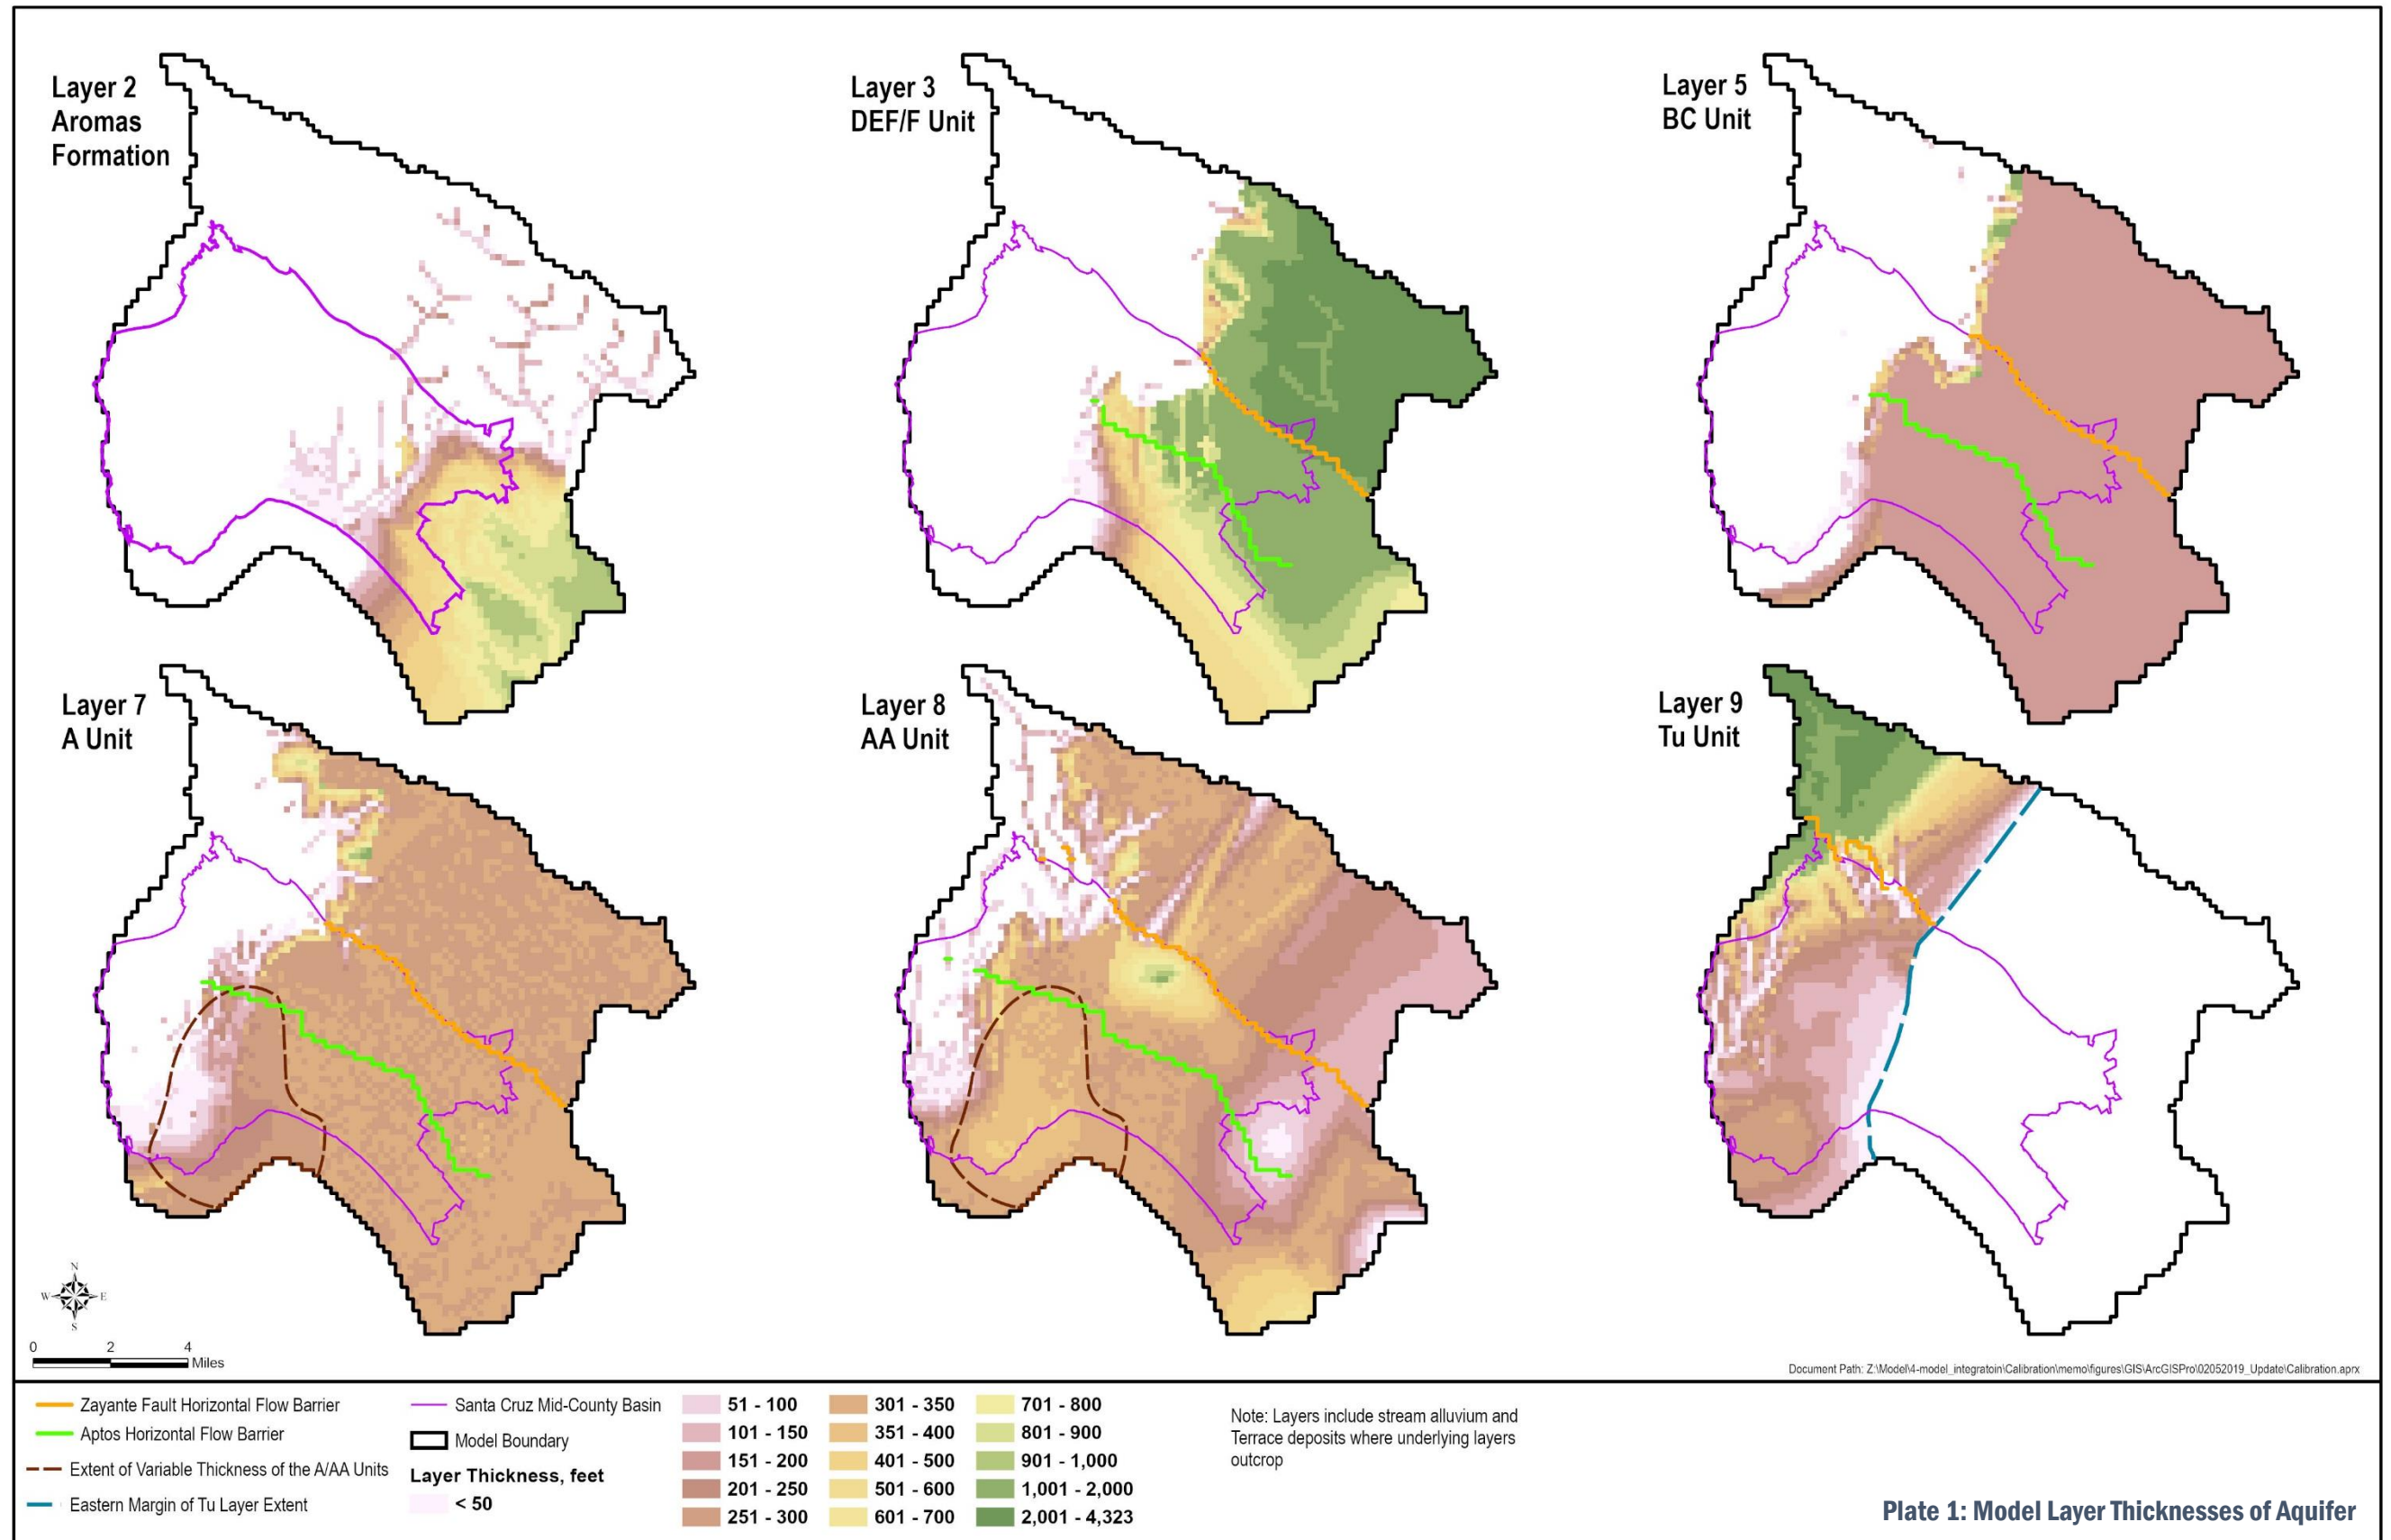 Layer 2
Aromas
Formation
Layer 3
DEF/F Unit
Layer 5
BC Unit
Layer 7
A Unit
Layer 8
AA Unit
Layer 9
Tu Unit
N
W E
S
0 2 4
Miles
Document Path: Z:\Model\4-model_integratoin\Calibration\memo\figures\GIS\ArcGISPro\02052019_Update\Calibration.aprx
Zayante Fault Horizontal Flow Barrier
Aptos Horizontal Flow Barrier
Extent of Variable Thickness of the A/AA Units
Eastern Margin of Tu Layer Extent
Santa Cruz Mid-County Basin
Model Boundary
Layer Thickness, feet
< 50
51 - 100
101 - 150
151 - 200
201 - 250
251 - 300
301 - 350
351 - 400
401 - 500
501 - 600
601 - 700
701 - 800
801 - 900
901 - 1,000
1,001 - 2,000
2,001 - 4,323
Note: Layers include stream alluvium and
Terrace deposits where underlying layers
outcrop
Plate 1: Model Layer Thicknesses of Aquifer